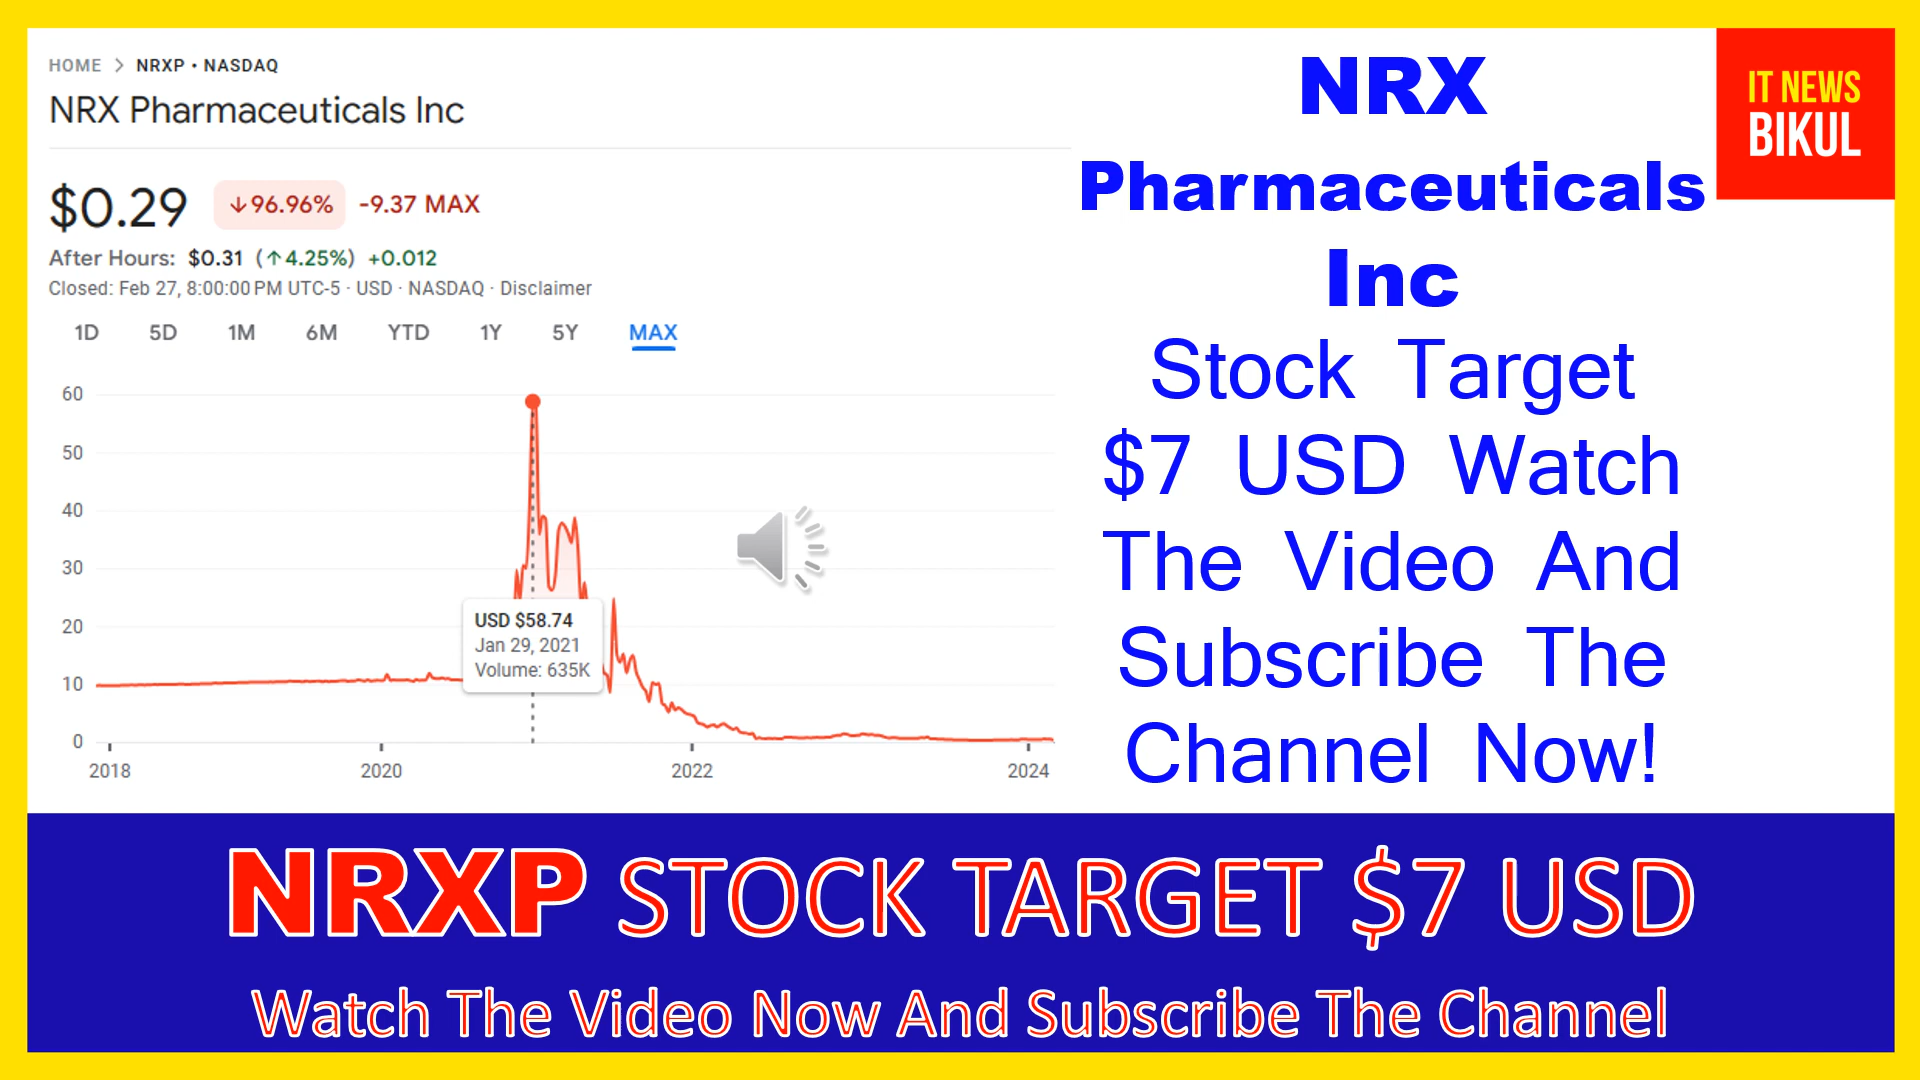 HOME > NRXP • NASDAQ
NRX Pharmaceuticals Inc
$0.29 ↓96.96% -9.37 MAX
After Hours: $0.31 (↑4.25%) +0.012
Closed: Feb 27, 8:00:00 PM UTC-5 · USD · NASDAQ · Disclaimer
1D 5D 1M 6M YTD 1Y 5Y MAX
60
50
40
30
20
10
0
USD $58.74
Jan 29, 2021
Volume: 635K
2018 2020 2022 2024
NRX
Pharmaceuticals
Inc
Stock Target
$7 USD Watch
The Video And
Subscribe The
Channel Now!
IT NEWS
BIKUL
NRXP STOCK TARGET $7 USD
Watch The Video Now And Subscribe The Channel